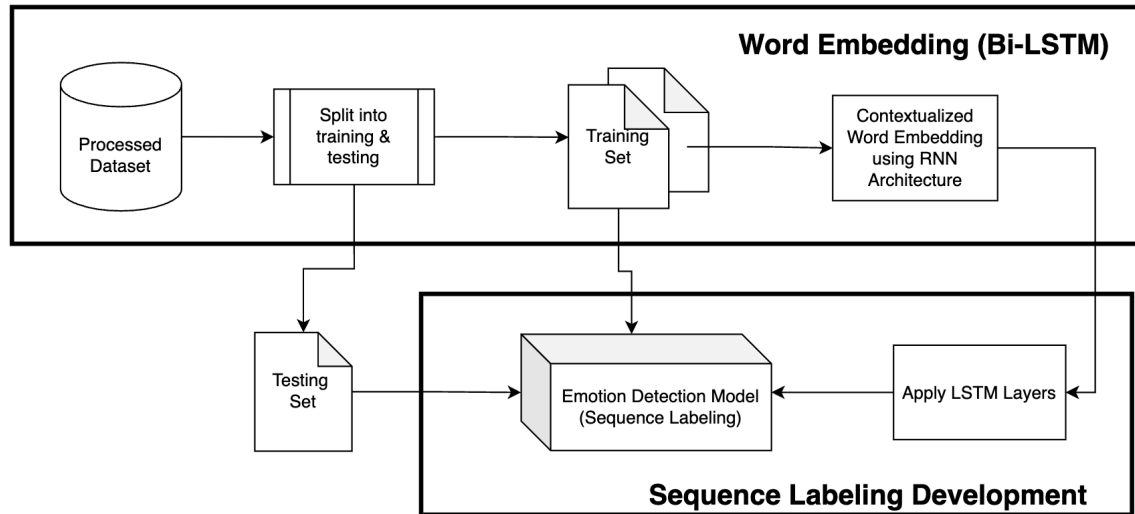 Word Embedding (Bi-LSTM)
Processed
Dataset
Split into
training &
testing
Training
Set
Contextualized
Word Embedding
using RNN
Architecture
Testing
Set
Emotion Detection Model
(Sequence Labeling)
Apply LSTM Layers
Sequence Labeling Development